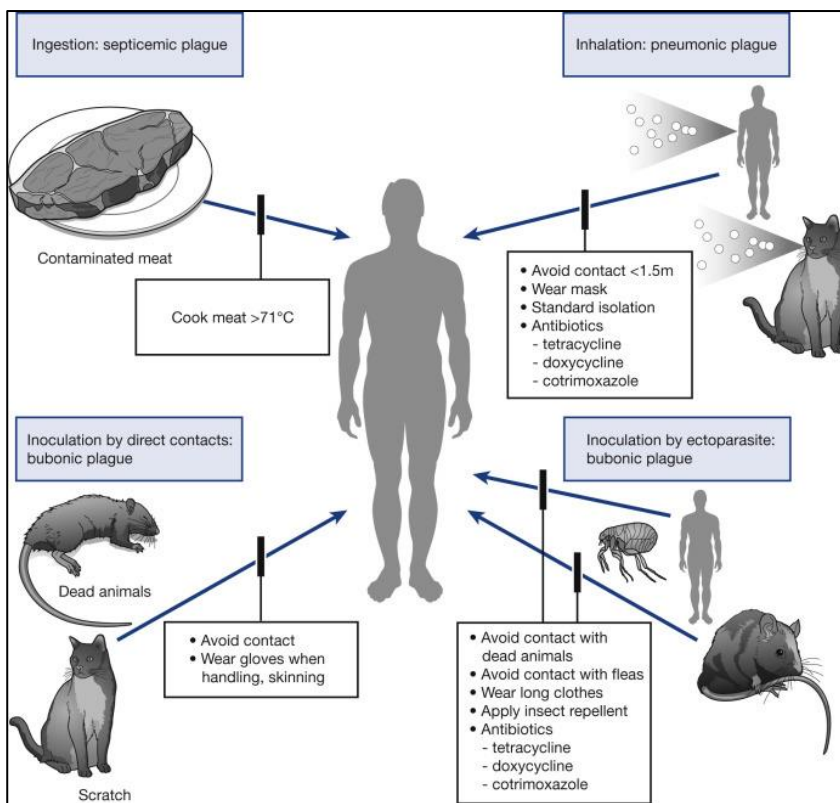 Ingestion: septicemic plague
Inhalation: pneumonic plague
Contaminated meat
Cook meat >71°C
• Avoid contact <1.5m
• Wear mask
• Standard isolation
• Antibiotics
- tetracycline
- doxycycline
- cotrimoxazole
Inoculation by direct contacts:
bubonic plague
Dead animals
Scratch
• Avoid contact
• Wear gloves when
handling, skinning
Inoculation by ectoparasite:
bubonic plague
• Avoid contact with
dead animals
• Avoid contact with fleas
• Wear long clothes
• Apply insect repellent
• Antibiotics
- tetracycline
- doxycycline
- cotrimoxazole